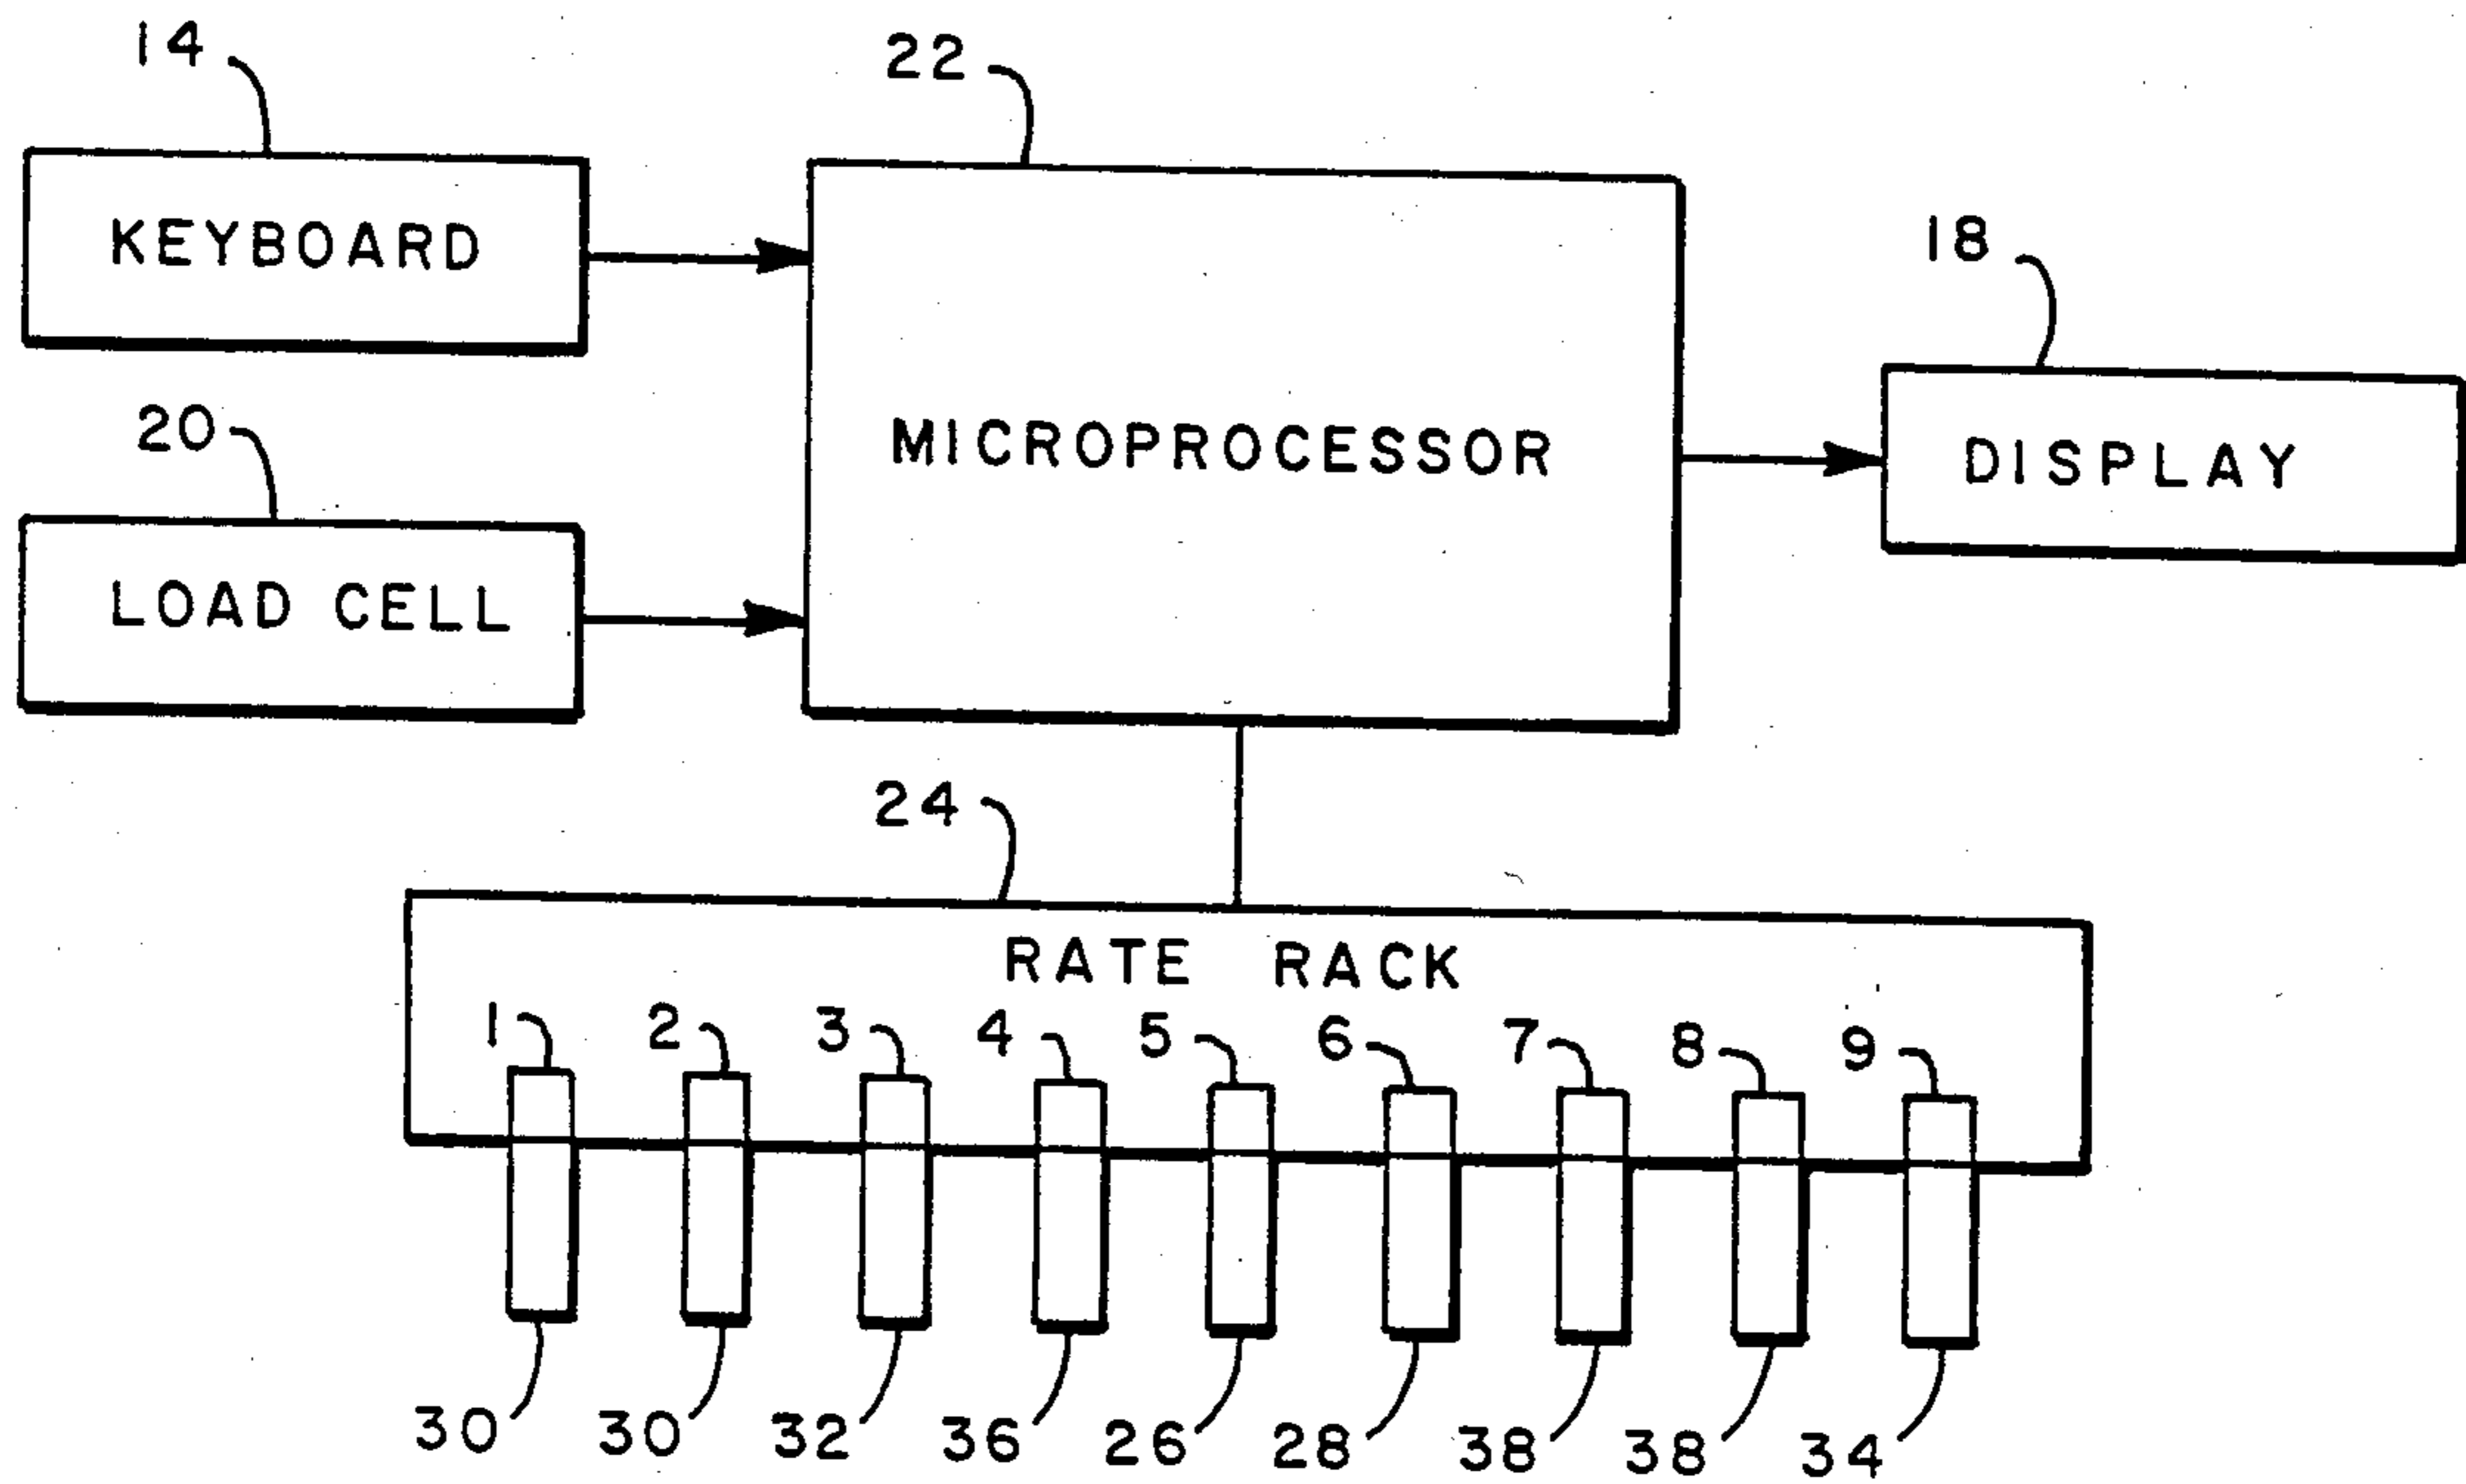 14
22
KEYBOARD
18
20
MICROPROCESSOR
DISPLAY
LOAD CELL
24
RATE RACK
1 2 3 4 5 6 7 8 9
30 30 32 36 26 28 38 38 34